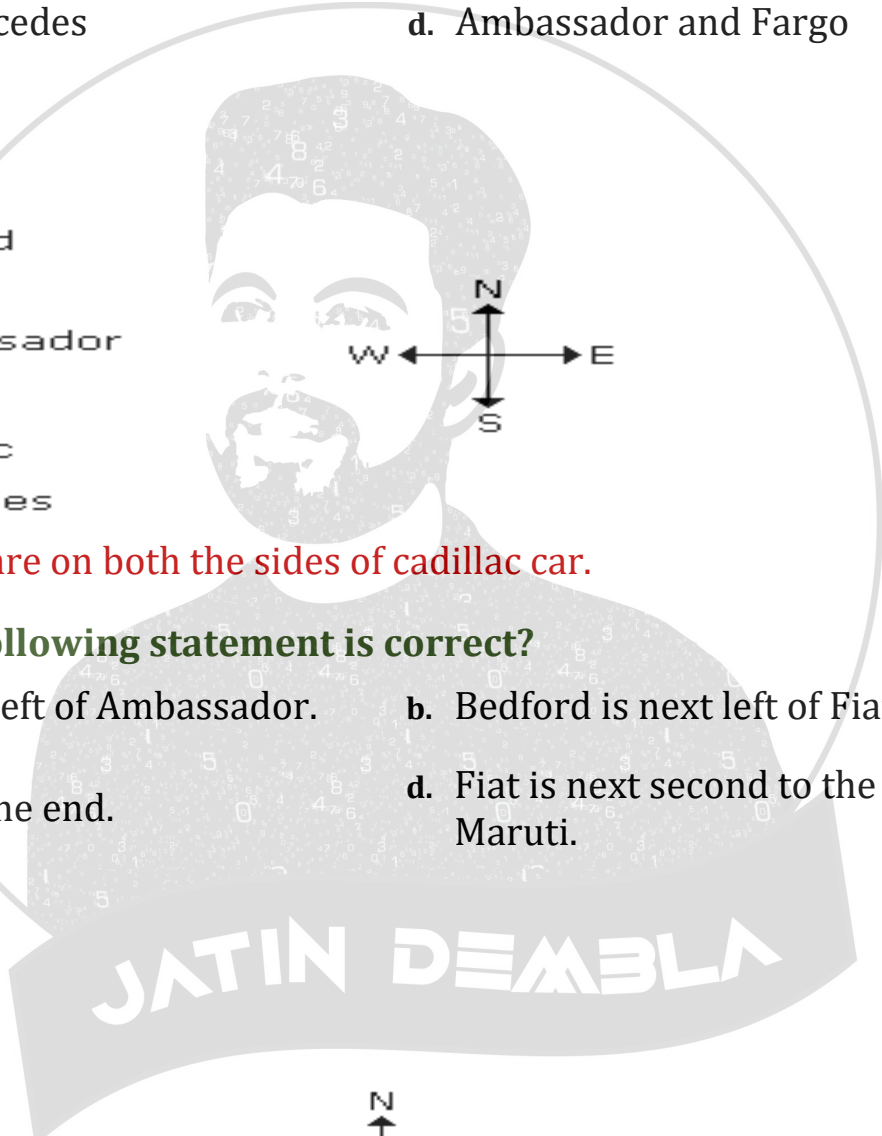 cedes d. Ambassador and Fargo
d
N
sador
W E
S
c
es
are on both the sides of cadillac car.
ollowing statement is correct?
eft of Ambassador. b. Bedford is next left of Fia
d. Fiat is next second to the
he end.
Maruti.
JATIN DEMBLA
N